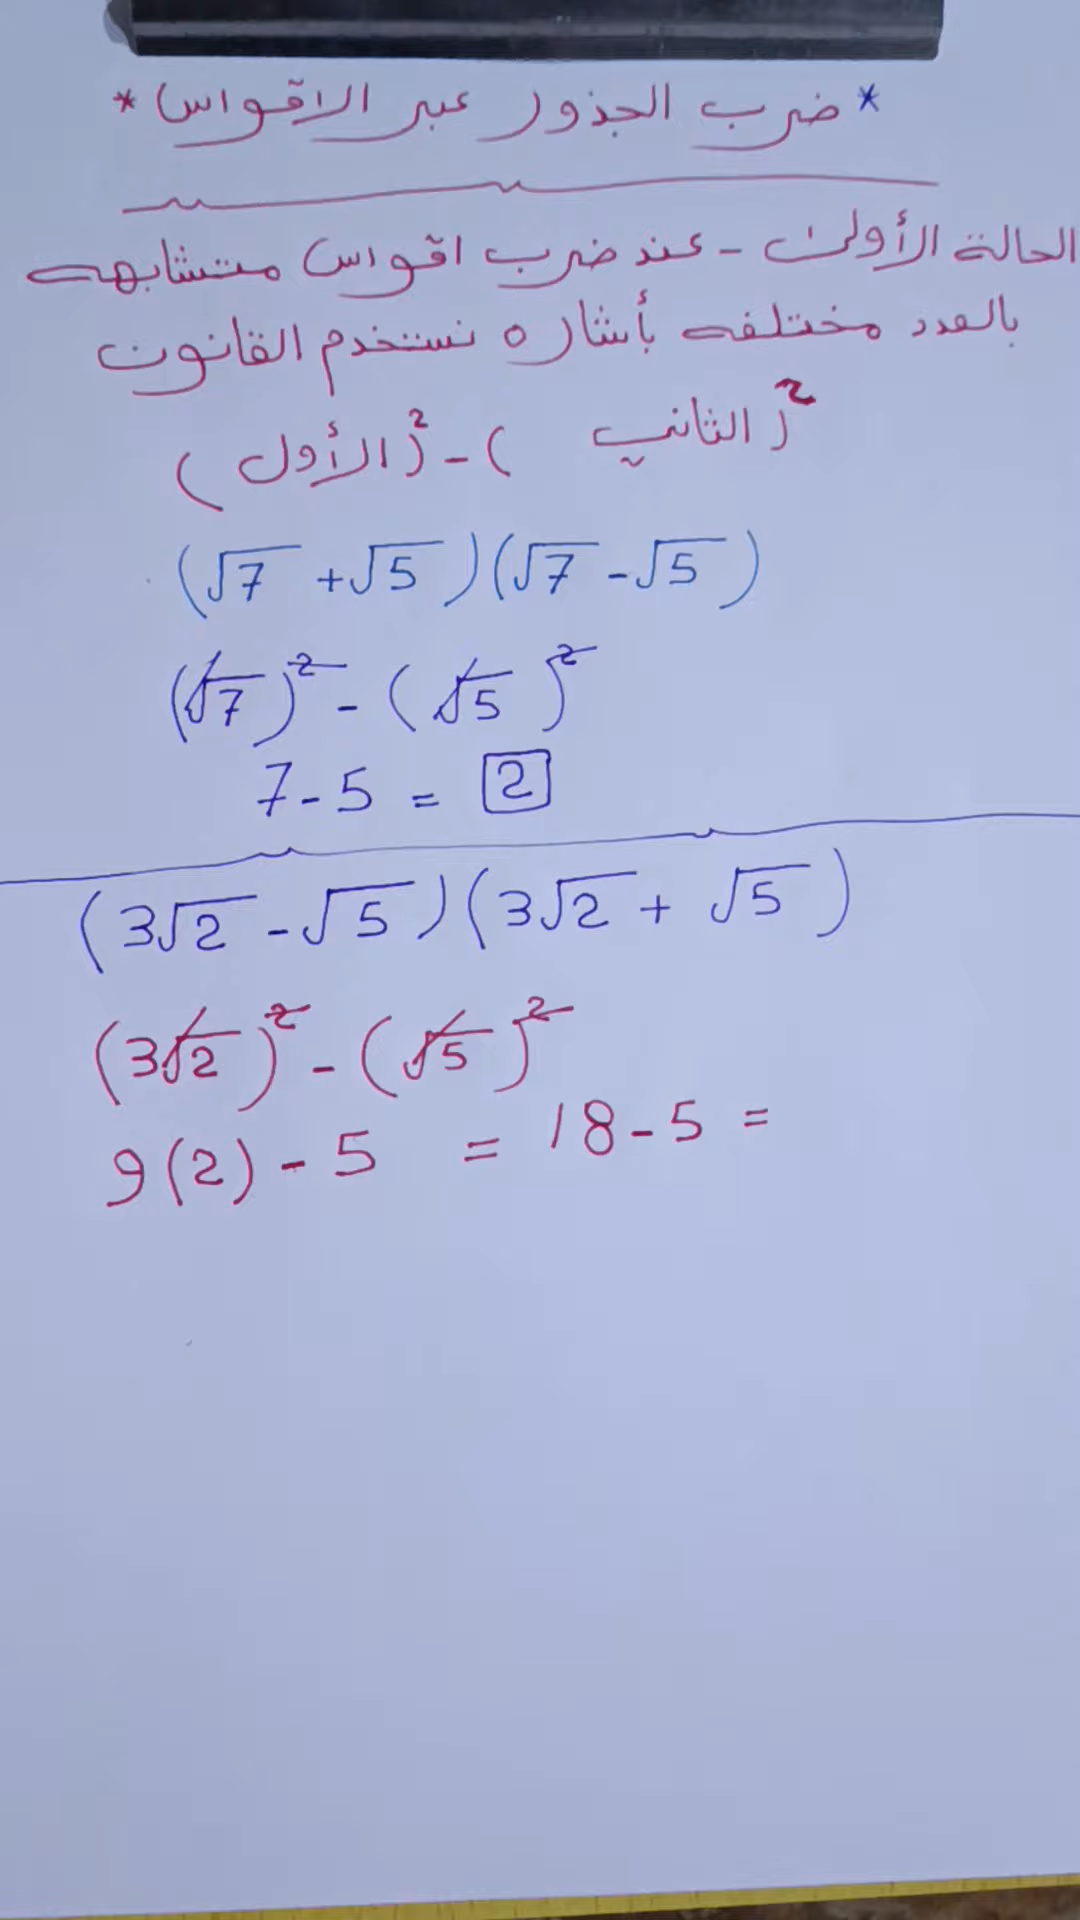 * ضرب الجذور عبر الاقواس *
الحالة الأولى - عند ضرب اقواس متشابهه
بالعدد مختلفه بأشاره نستخدم القانون
(الأول)² - (الثاني)²
(√7 + √5)(√7 - √5)
(√7)² - (√5)²
7 - 5 = 2
(3√2 - √5)(3√2 + √5)
(3√2)² - (√5)²
9(2) - 5 = 18 - 5 =